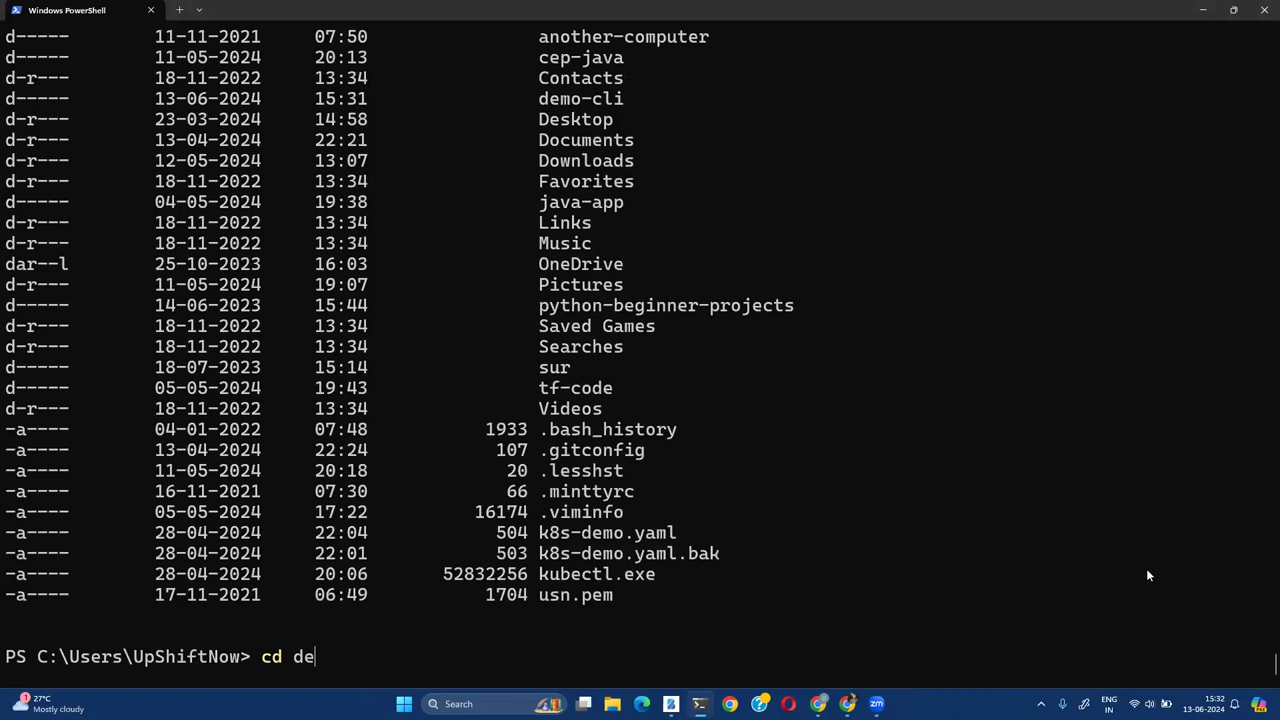 Windows PowerShell
d----- 11-11-2021 07:50 another-computer
d----- 11-05-2024 20:13 cep-java
d-r--- 18-11-2022 13:34 Contacts
d----- 13-06-2024 15:31 demo-cli
d-r--- 23-03-2024 14:58 Desktop
d-r--- 13-04-2024 22:21 Documents
d-r--- 12-05-2024 13:07 Downloads
d-r--- 18-11-2022 13:34 Favorites
d----- 04-05-2024 19:38 java-app
d-r--- 18-11-2022 13:34 Links
d-r--- 18-11-2022 13:34 Music
dar--l 25-10-2023 16:03 OneDrive
d-r--- 11-05-2024 19:07 Pictures
d----- 14-06-2023 15:44 python-beginner-projects
d-r--- 18-11-2022 13:34 Saved Games
d-r--- 18-11-2022 13:34 Searches
d----- 18-07-2023 15:14 sur
d----- 05-05-2024 19:43 tf-code
d-r--- 18-11-2022 13:34 Videos
-a---- 04-01-2022 07:48 1933 .bash_history
-a---- 13-04-2024 22:24 107 .gitconfig
-a---- 11-05-2024 20:18 20 .lesshst
-a---- 16-11-2021 07:30 66 .minttyrc
-a---- 05-05-2024 17:22 16174 .viminfo
-a---- 28-04-2024 22:04 504 k8s-demo.yaml
-a---- 28-04-2024 22:01 503 k8s-demo.yaml.bak
-a---- 28-04-2024 20:06 52832256 kubectl.exe
-a---- 17-11-2021 06:49 1704 usn.pem
PS C:\Users\UpShiftNow> cd de
1
27°C
Mostly cloudy
Search
zm
ENG
IN
15:32
13-06-2024